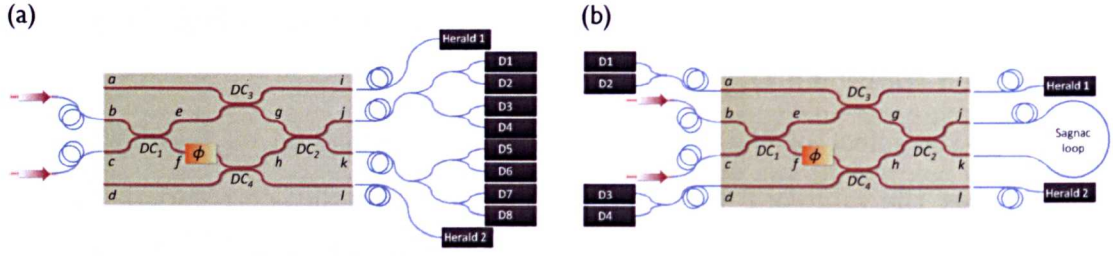 (a)
Herald 1
D1
D2
D3
D4
D5
D6
D7
D8
Herald 2
a
b
c
d
e
f
g
h
i
j
k
l
DC1
DC2
DC3
DC4
ϕ
(b)
D1
D2
D3
D4
a
b
c
d
e
f
g
h
i
j
k
l
DC1
DC2
DC3
DC4
ϕ
Herald 1
Sagnac
loop
Herald 2